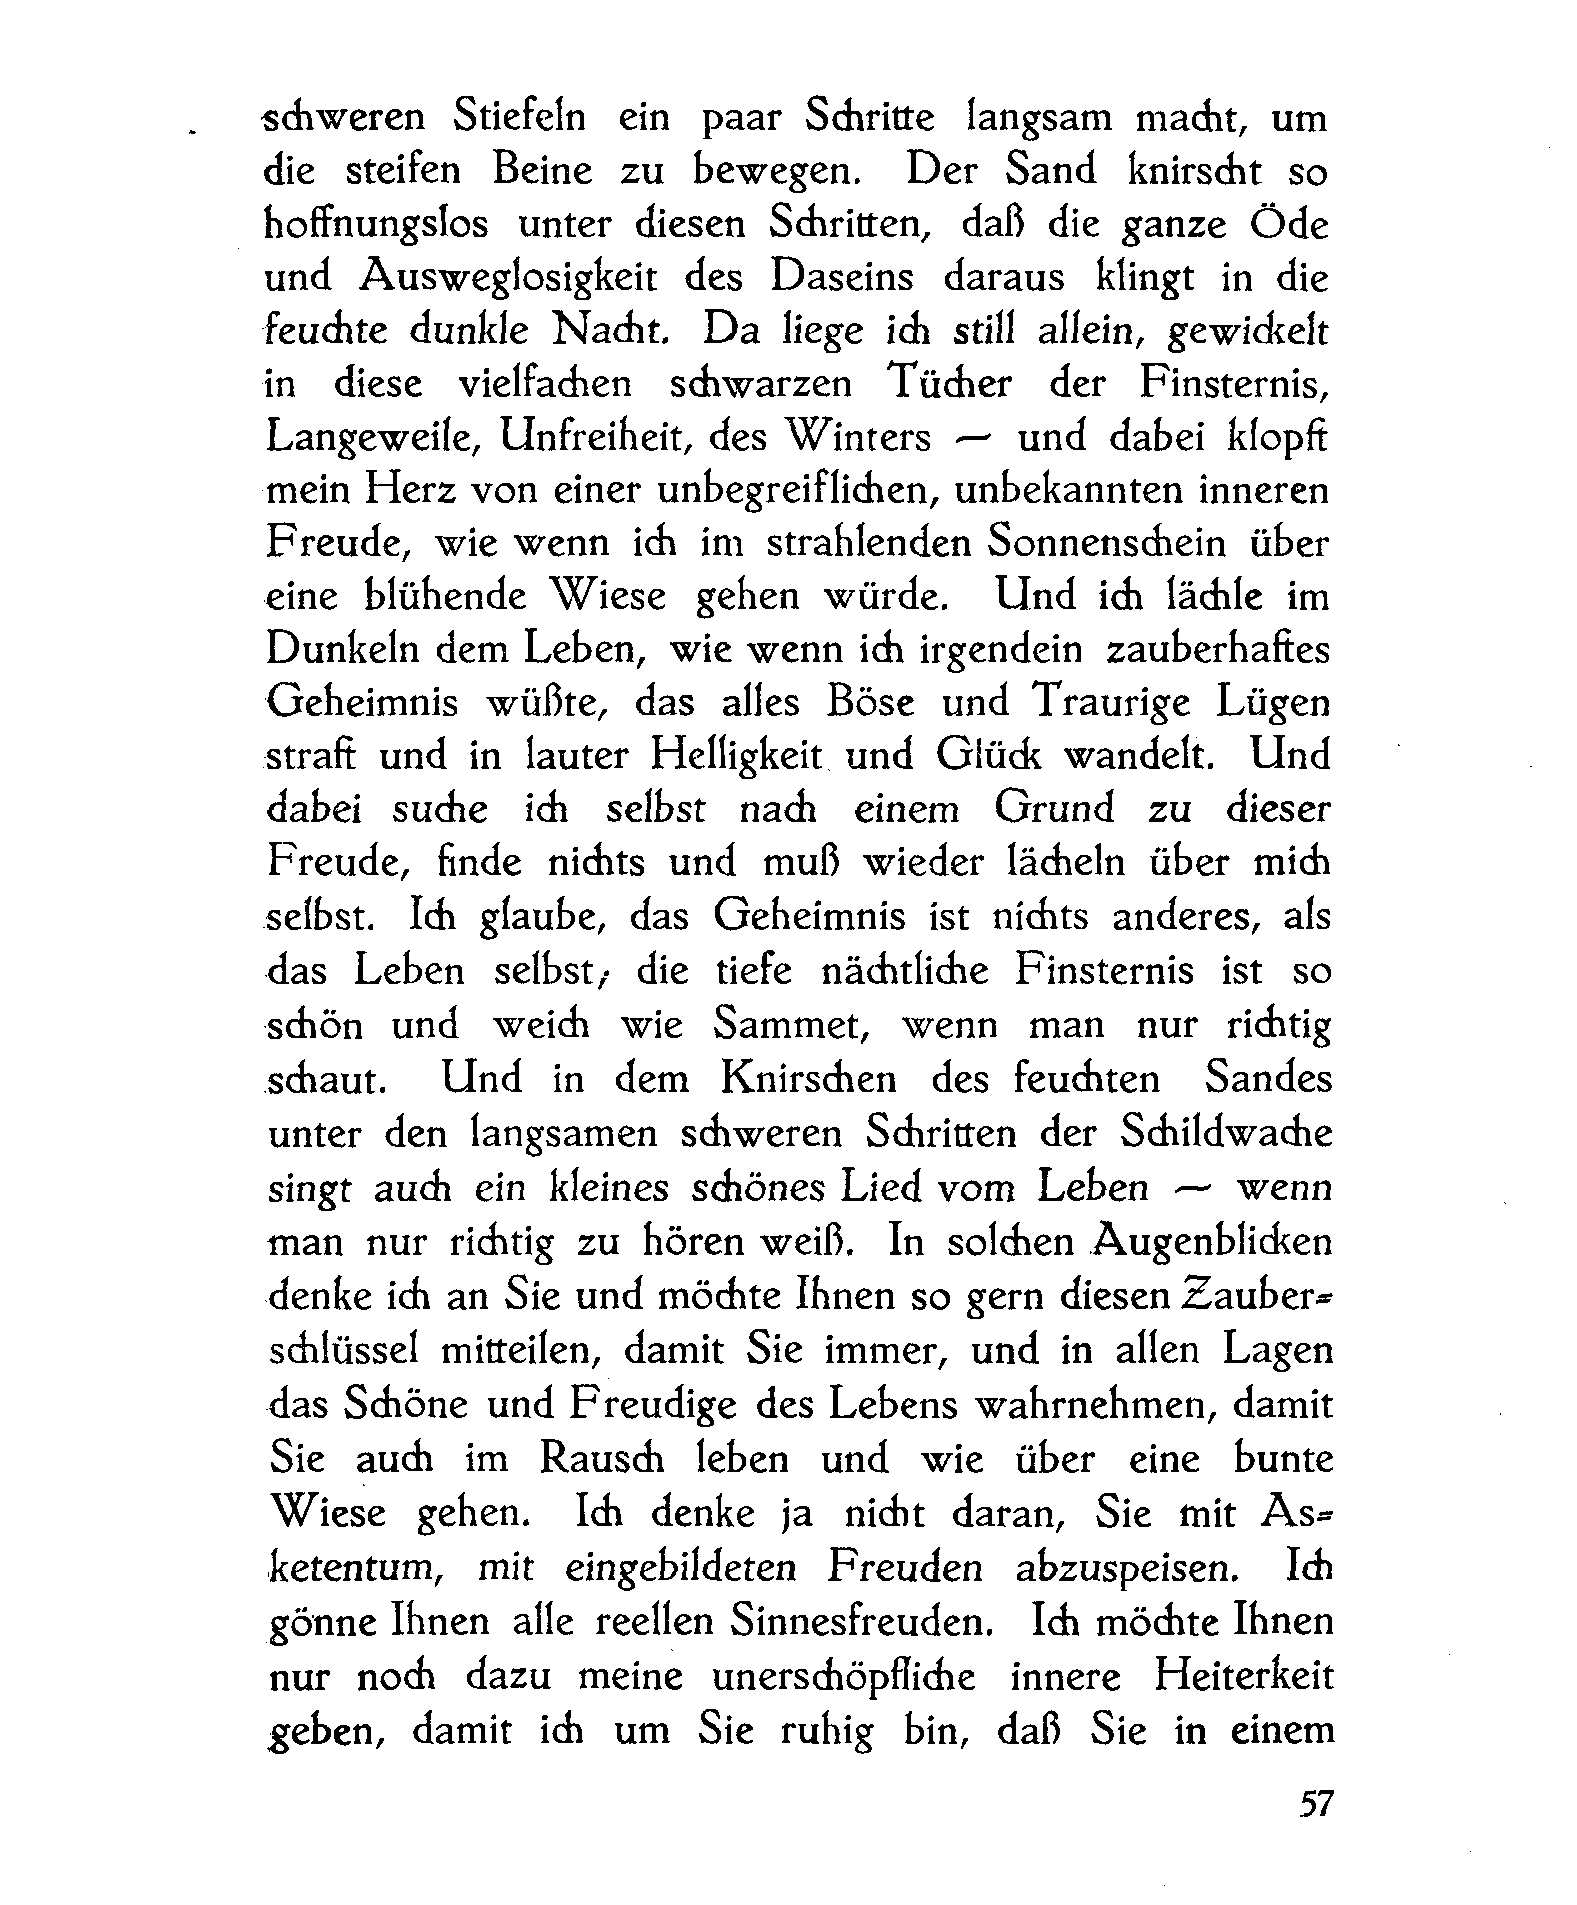 schweren Stiefeln ein paar Schritte langsam macht, um
die steifen Beine zu bewegen. Der Sand knirscht so
hoffnungslos unter diesen Schritten, daß die ganze Öde
und Ausweglosigkeit des Daseins daraus klingt in die
feuchte dunkle Nacht. Da liege ich still allein, gewickelt
in diese vielfachen schwarzen Tücher der Finsternis,
Langeweile, Unfreiheit, des Winters — und dabei klopft
mein Herz von einer unbegreiflichen, unbekannten inneren
Freude, wie wenn ich im strahlenden Sonnenschein über
eine blühende Wiese gehen würde. Und ich lächle im
Dunkeln dem Leben, wie wenn ich irgendein zauberhaftes
Geheimnis wüßte, das alles Böse und Traurige Lügen
straft und in lauter Helligkeit und Glück wandelt. Und
dabei suche ich selbst nach einem Grund zu dieser
Freude, finde nichts und muß wieder lächeln über mich
selbst. Ich glaube, das Geheimnis ist nichts anderes, als
das Leben selbst; die tiefe nächtliche Finsternis ist so
schön und weich wie Sammet, wenn man nur richtig
schaut. Und in dem Knirschen des feuchten Sandes
unter den langsamen schweren Schritten der Schildwache
singt auch ein kleines schönes Lied vom Leben — wenn
man nur richtig zu hören weiß. In solchen Augenblicken
denke ich an Sie und möchte Ihnen so gern diesen Zauber-
schlüssel mitteilen, damit Sie immer, und in allen Lagen
das Schöne und Freudige des Lebens wahrnehmen, damit
Sie auch im Rausch leben und wie über eine bunte
Wiese gehen. Ich denke ja nicht daran, Sie mit As-
ketentum, mit eingebildeten Freuden abzuspeisen. Ich
gönne Ihnen alle reellen Sinnesfreuden. Ich möchte Ihnen
nur noch dazu meine unerschöpfliche innere Heiterkeit
geben, damit ich um Sie ruhig bin, daß Sie in einem
57